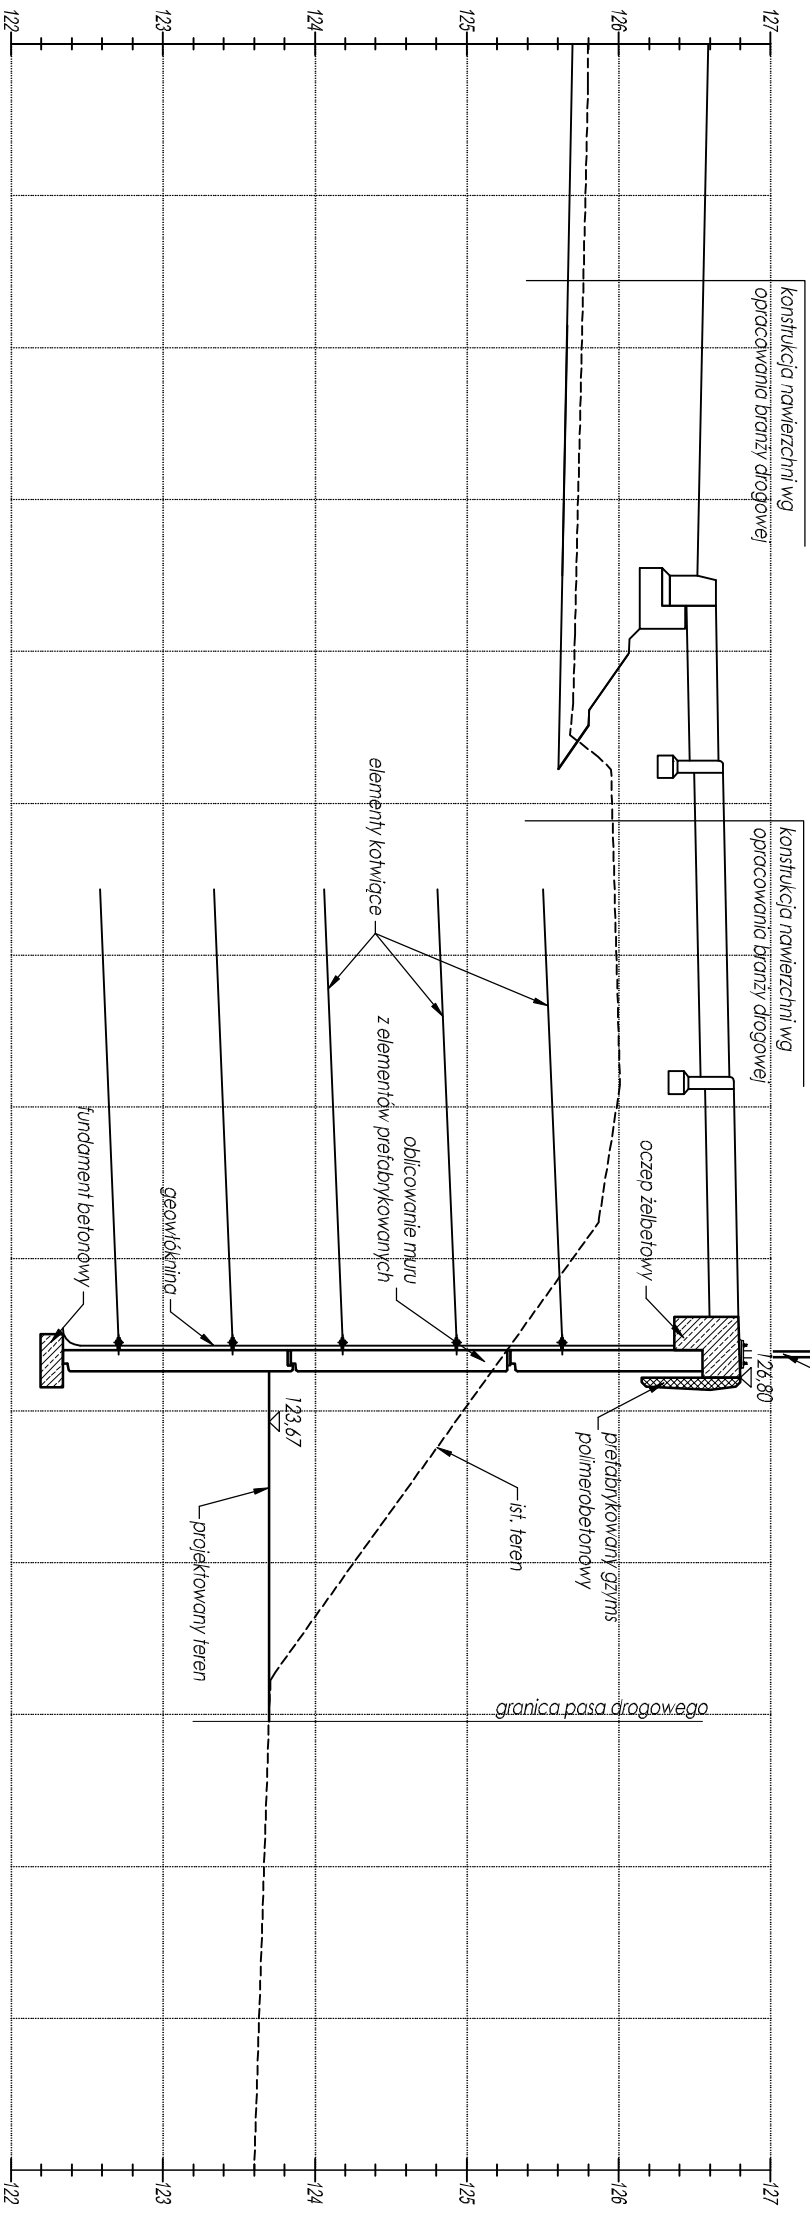 127
126
125
124
123
122
konstrukcja nawierzchni wg
opracowania branży drogowej
konstrukcja nawierzchni wg
opracowania branży drogowej
elementy kotwiące
oblicowanie muru
z elementów prefabrykowanych
oczep żelbetowy
geowłóknina
fundament betonowy
126,80
123,67
prefabrykowany gzyms
polimerobetonowy
ist. teren
projektowany teren
granica pasa drogowego
127
126
125
124
123
122